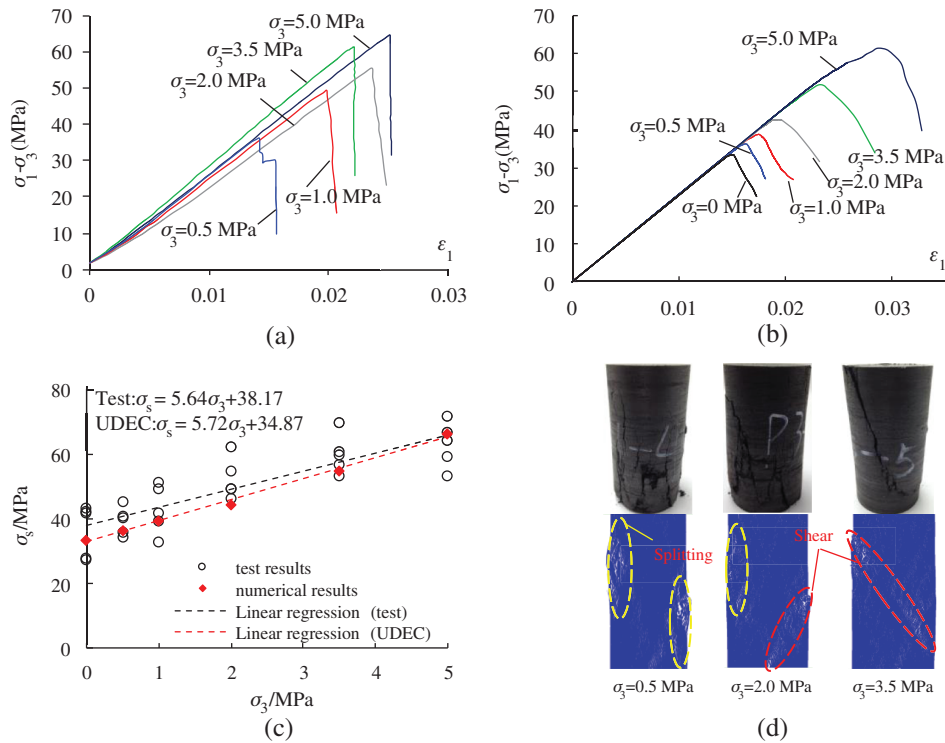 (a)
σ₁-σ₃(MPa)
70
60
50
40
30
20
10
0
0
0.01
0.02
0.03
ε₁
σ₃=5.0 MPa
σ₃=3.5 MPa
σ₃=2.0 MPa
σ₃=1.0 MPa
σ₃=0.5 MPa
(b)
σ₁-σ₃(MPa)
70
60
50
40
30
20
10
0
0
0.01
0.02
0.03
ε₁
σ₃=5.0 MPa
σ₃=0.5 MPa
σ₃=3.5 MPa
σ₃=2.0 MPa
σ₃=0 MPa
σ₃=1.0 MPa
Test:σₛ= 5.64σ₃+38.17
UDEC:σₛ= 5.72σ₃+34.87
σₛ/MPa
80
60
40
20
0
0
1
2
3
4
5
σ₃/MPa
test results
numerical results
Linear regression (test)
Linear regression (UDEC)
(c)
P3
--5
Splitting
Shear
σ₃=0.5 MPa
σ₃=2.0 MPa
σ₃=3.5 MPa
(d)